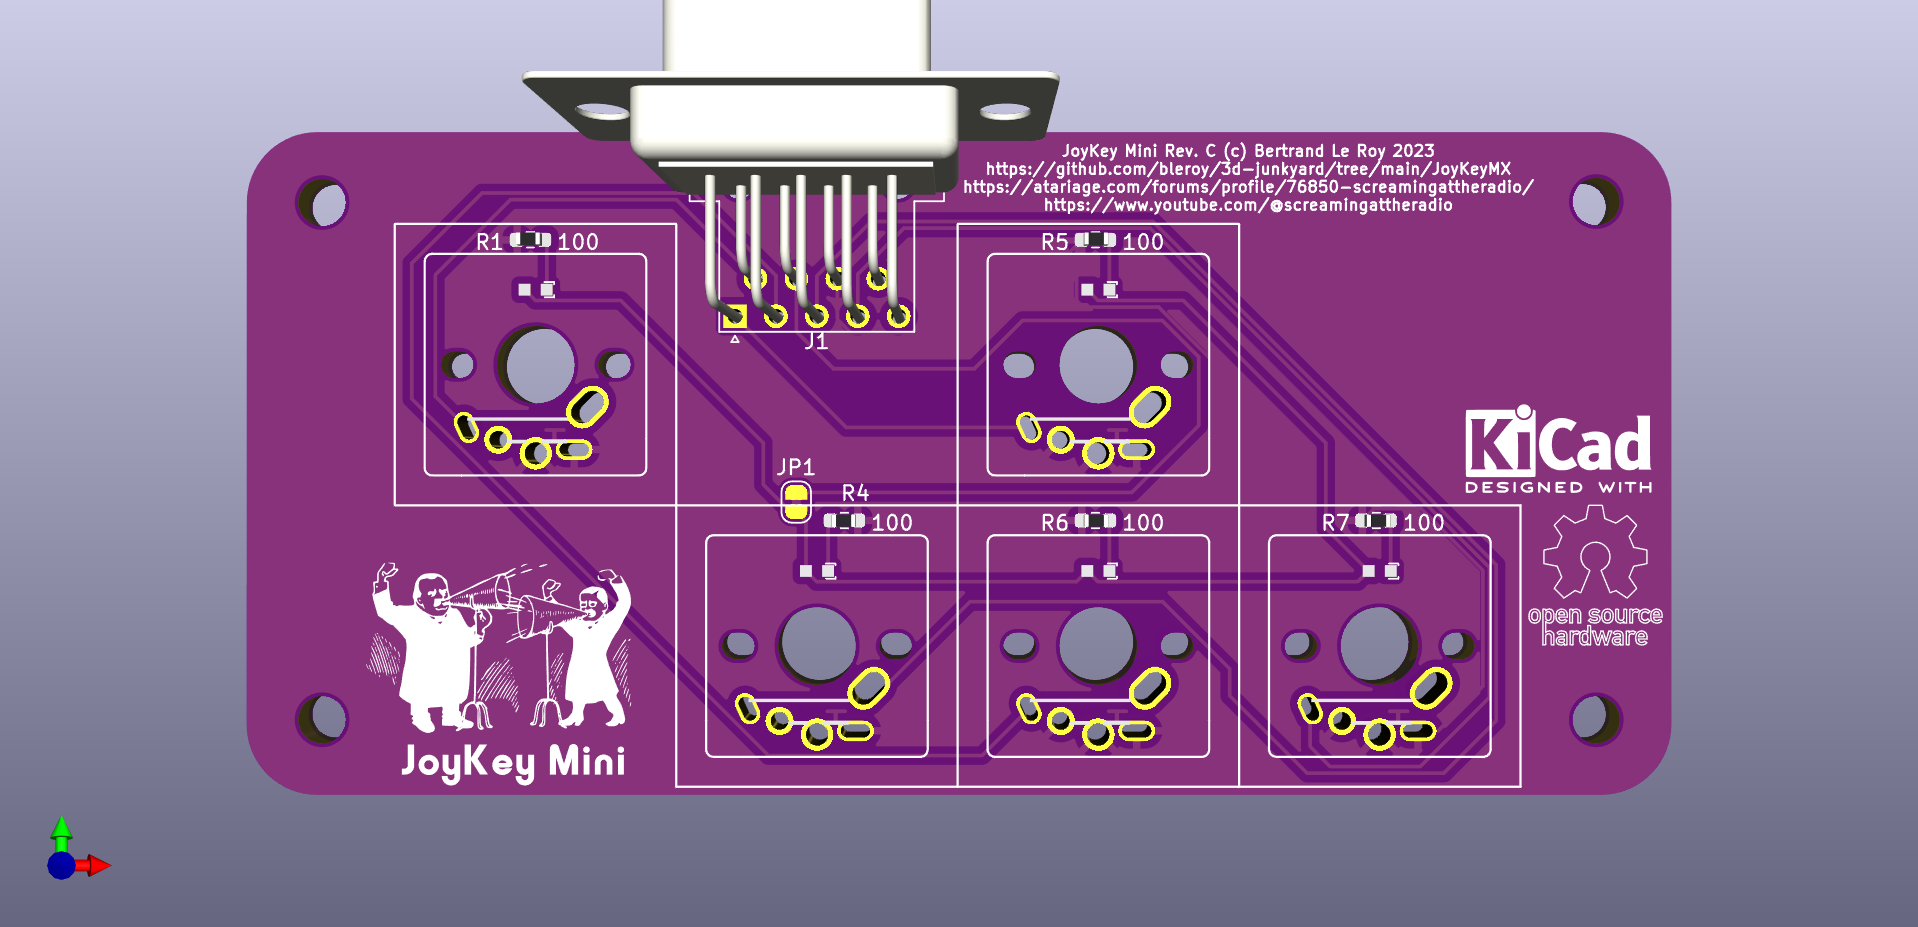 JoyKey Mini Rev. C (c) Bertrand Le Roy 2023
https://github.com/bleroy/3d-junkyard/tree/main/JoyKeyMX
https://atariage.com/forums/profile/76850-screamingattheradio/
https://www.youtube.com/@screamingattheradio
R1 100
R5 100
J1
KiCad
DESIGNED WITH
JP1
R4
100
R6 100
R7 100
open source
hardware
JoyKey Mini